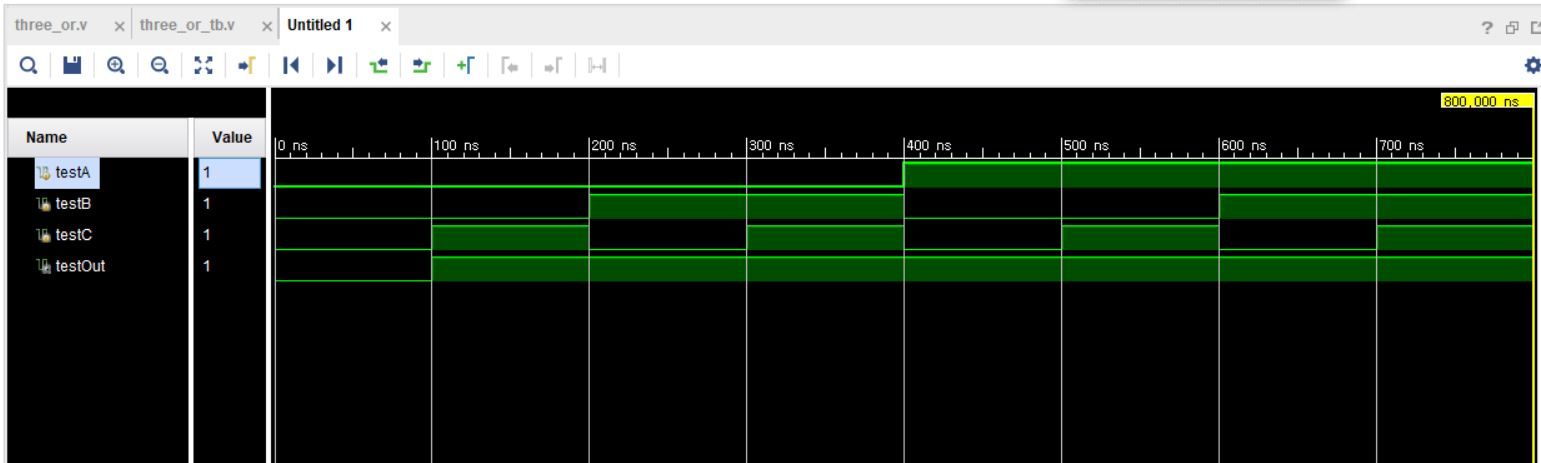 three_or.v × three_or_tb.v × Untitled 1 ×
?
800,000 ns
Name Value
0 ns 100 ns 200 ns 300 ns 400 ns 500 ns 600 ns 700 ns
testA 1
testB 1
testC 1
testOut 1